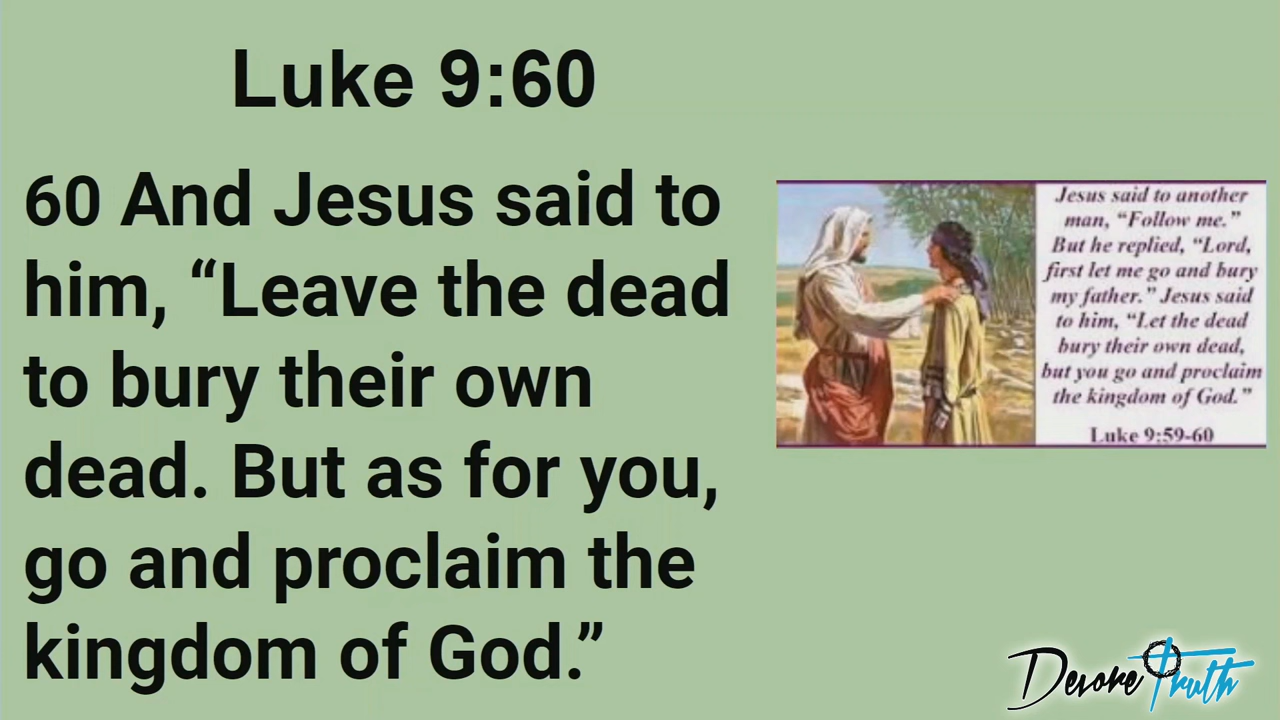 Luke 9:60
60 And Jesus said to
him, “Leave the dead
to bury their own
dead. But as for you,
go and proclaim the
kingdom of God.”
Jesus said to another
man, “Follow me.”
But he replied, “Lord,
first let me go and bury
my father.” Jesus said
to him, “Let the dead
bury their own dead,
but you go and proclaim
the kingdom of God.”
Luke 9:59-60
Devore Truth